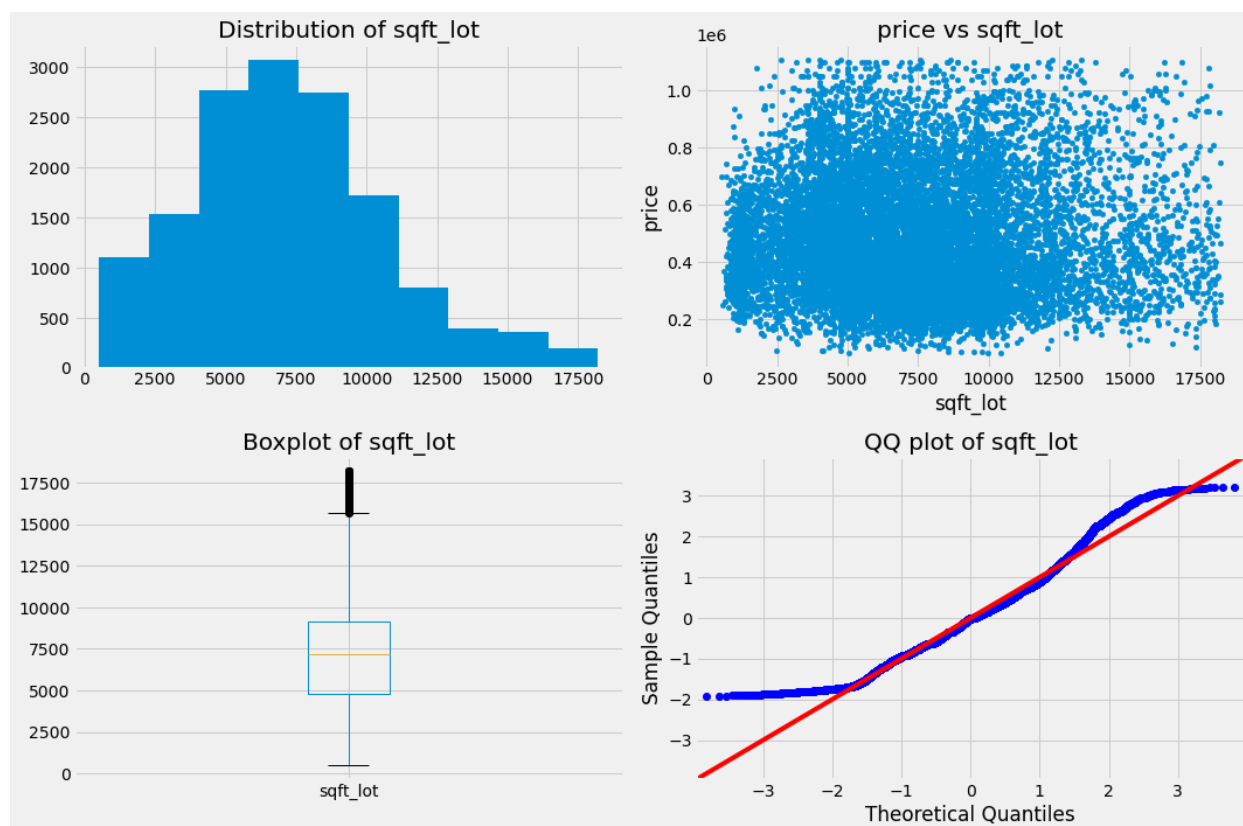 Distribution of sqft_lot
3000
2500
2000
1500
1000
500
0
0 2500 5000 7500 10000 12500 15000 17500
price vs sqft_lot
1e6
1.0
0.8
0.6
0.4
0.2
price
0 2500 5000 7500 10000 12500 15000 17500
sqft_lot
Boxplot of sqft_lot
17500
15000
12500
10000
7500
5000
2500
0
sqft_lot
QQ plot of sqft_lot
3
2
1
0
−1
−2
−3
Sample Quantiles
−3 −2 −1 0 1 2 3
Theoretical Quantiles